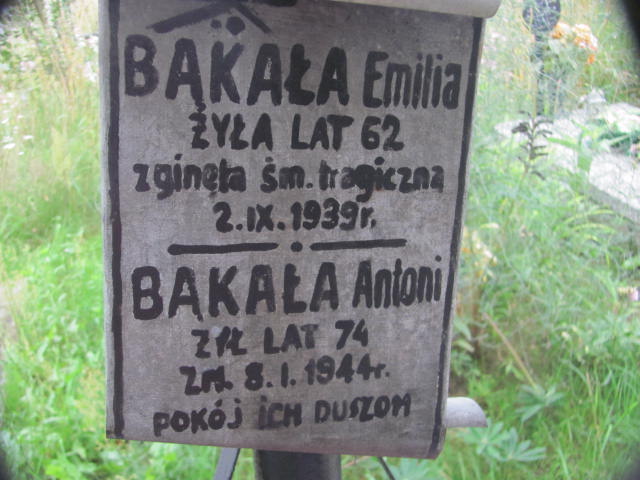 BĄKAŁA Emilia
ŻYŁA LAT 62
zginęła śm. tragiczną
2.IX.1939r.
BĄKAŁA Antoni
ŻYŁ LAT 74
ZM. 8.I.1944r.
POKÓJ ICH DUSZOM